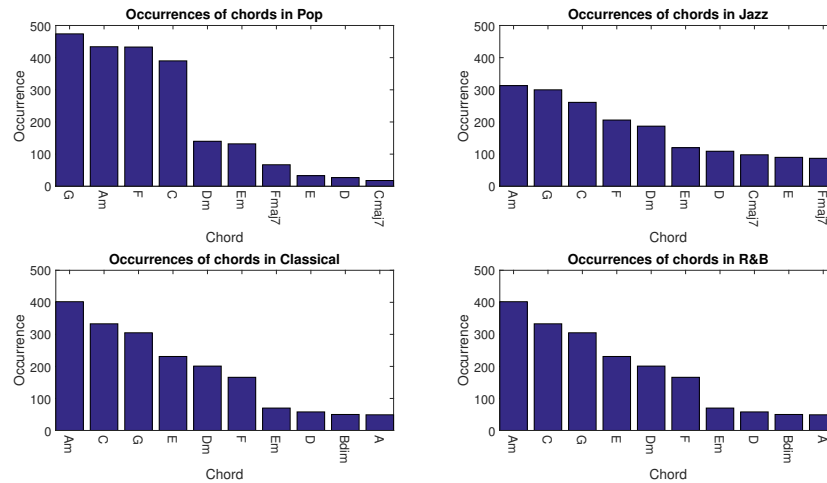 Occurrences of chords in Pop
500
400
300
200
100
0
Occurrence
G Am F C Dm Em Fmaj7 E D Cmaj7
Chord
Occurrences of chords in Jazz
500
400
300
200
100
0
Occurrence
Am G C F Dm Em D Cmaj7 E Fmaj7
Chord
Occurrences of chords in Classical
500
400
300
200
100
0
Occurrence
Am C G E Dm F Em D Bdim A
Chord
Occurrences of chords in R&B
500
400
300
200
100
0
Occurrence
Am C G E Dm F Em D Bdim A
Chord